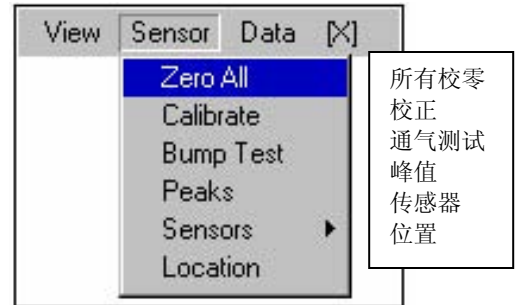 View Sensor Data [X]
Zero All
Calibrate
Bump Test
Peaks
Sensors
Location
所有校零
校正
通气测试
峰值
传感器
位置